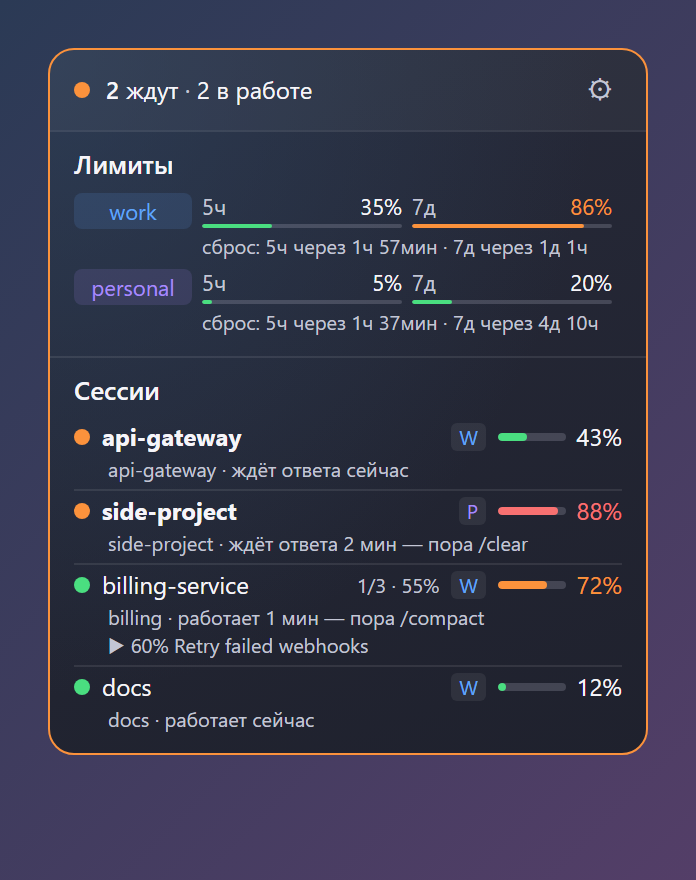 2 ждут · 2 в работе
Лимиты
work 5ч 35% 7д 86%
сброс: 5ч через 1ч 57мин · 7д через 1д 1ч
personal 5ч 5% 7д 20%
сброс: 5ч через 1ч 37мин · 7д через 4д 10ч
Сессии
api-gateway W 43%
api-gateway · ждёт ответа сейчас
side-project P 88%
side-project · ждёт ответа 2 мин — пора /clear
billing-service 1/3 · 55% W 72%
billing · работает 1 мин — пора /compact
▶ 60% Retry failed webhooks
docs W 12%
docs · работает сейчас